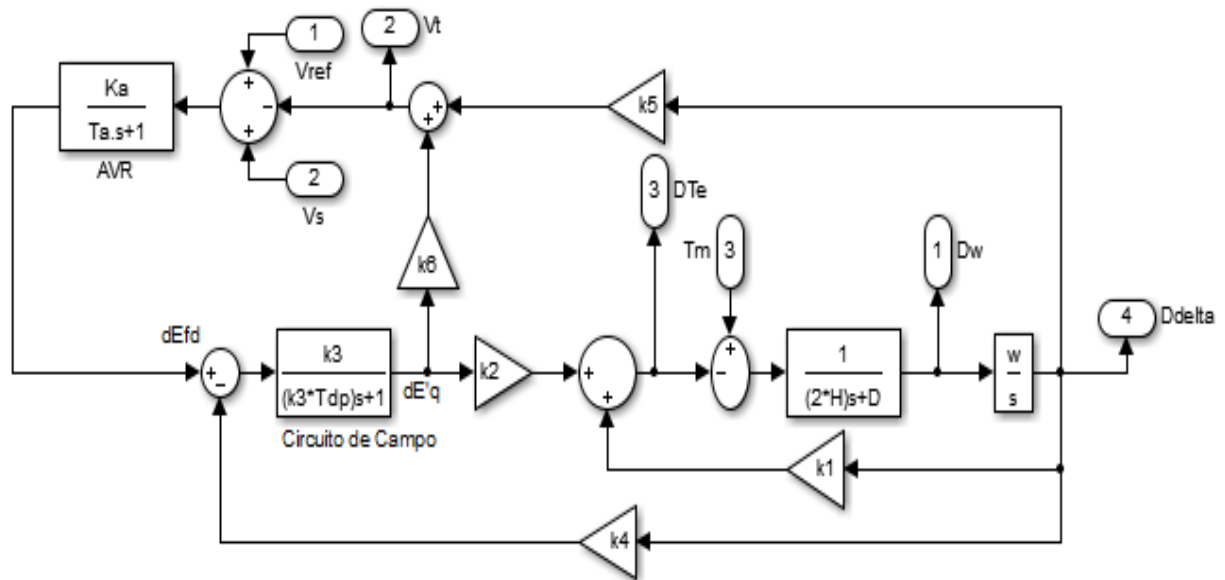 1
Vref
2
Vt
Ka
Ta.s+1
AVR
+
-
+
+
+
k5
2
Vs
3
DTe
Tm
3
1
Dw
k6
4
Ddelta
dEfd
+
-
k3
(k3*Tdp)s+1
Circuito de Campo
dE'q
k2
+
+
+
-
1
(2*H)s+D
w
s
k1
k4